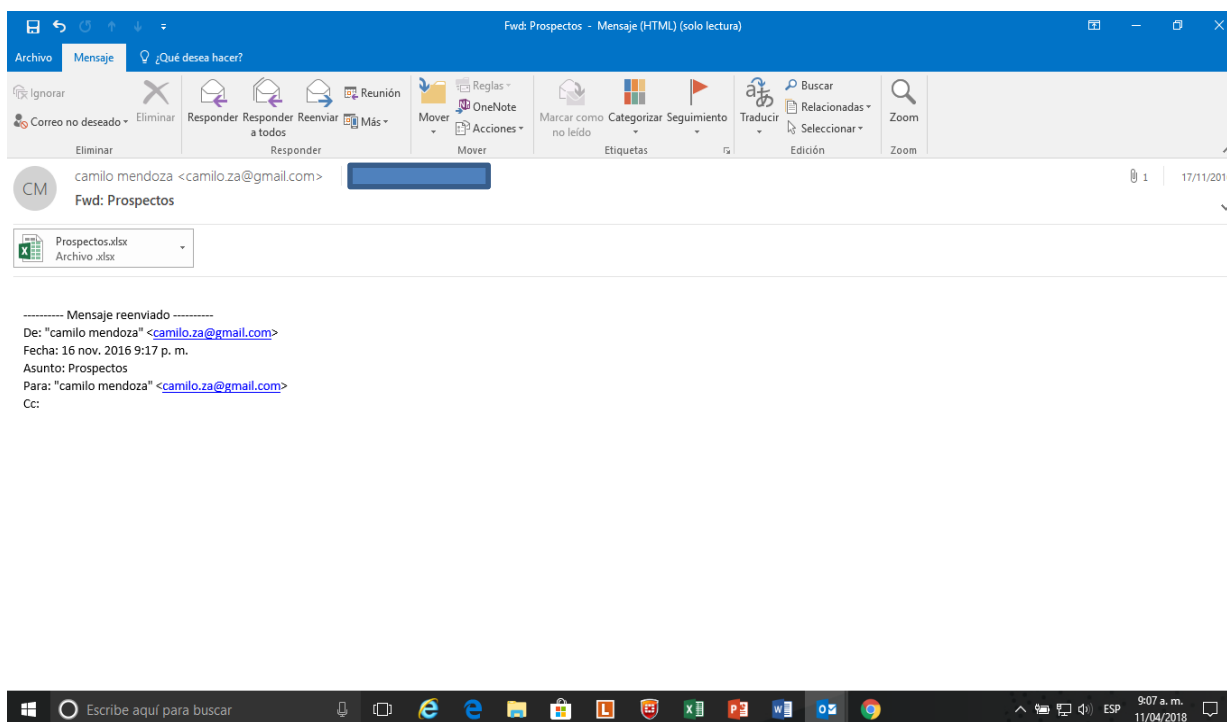 Fwd: Prospectos - Mensaje (HTML) (solo lectura)
Archivo Mensaje ¿Qué desea hacer?
Ignorar
Correo no deseado
Eliminar
Eliminar
Responder Responder a todos Reenviar
Reunión
Más
Responder
Mover
Reglas
OneNote
Acciones
Mover
Marcar como no leído Categorizar Seguimiento
Etiquetas
Traducir
Buscar
Relacionadas
Seleccionar
Edición
Zoom
Zoom
CM
camilo mendoza <camilo.za@gmail.com>
1 17/11/201
Fwd: Prospectos
Prospectos.xlsx
Archivo .xlsx
---------- Mensaje reenviado ----------
De: "camilo mendoza" <camilo.za@gmail.com>
Fecha: 16 nov. 2016 9:17 p. m.
Asunto: Prospectos
Para: "camilo mendoza" <camilo.za@gmail.com>
Cc:
Escribe aquí para buscar
ESP
9:07 a. m.
11/04/2018